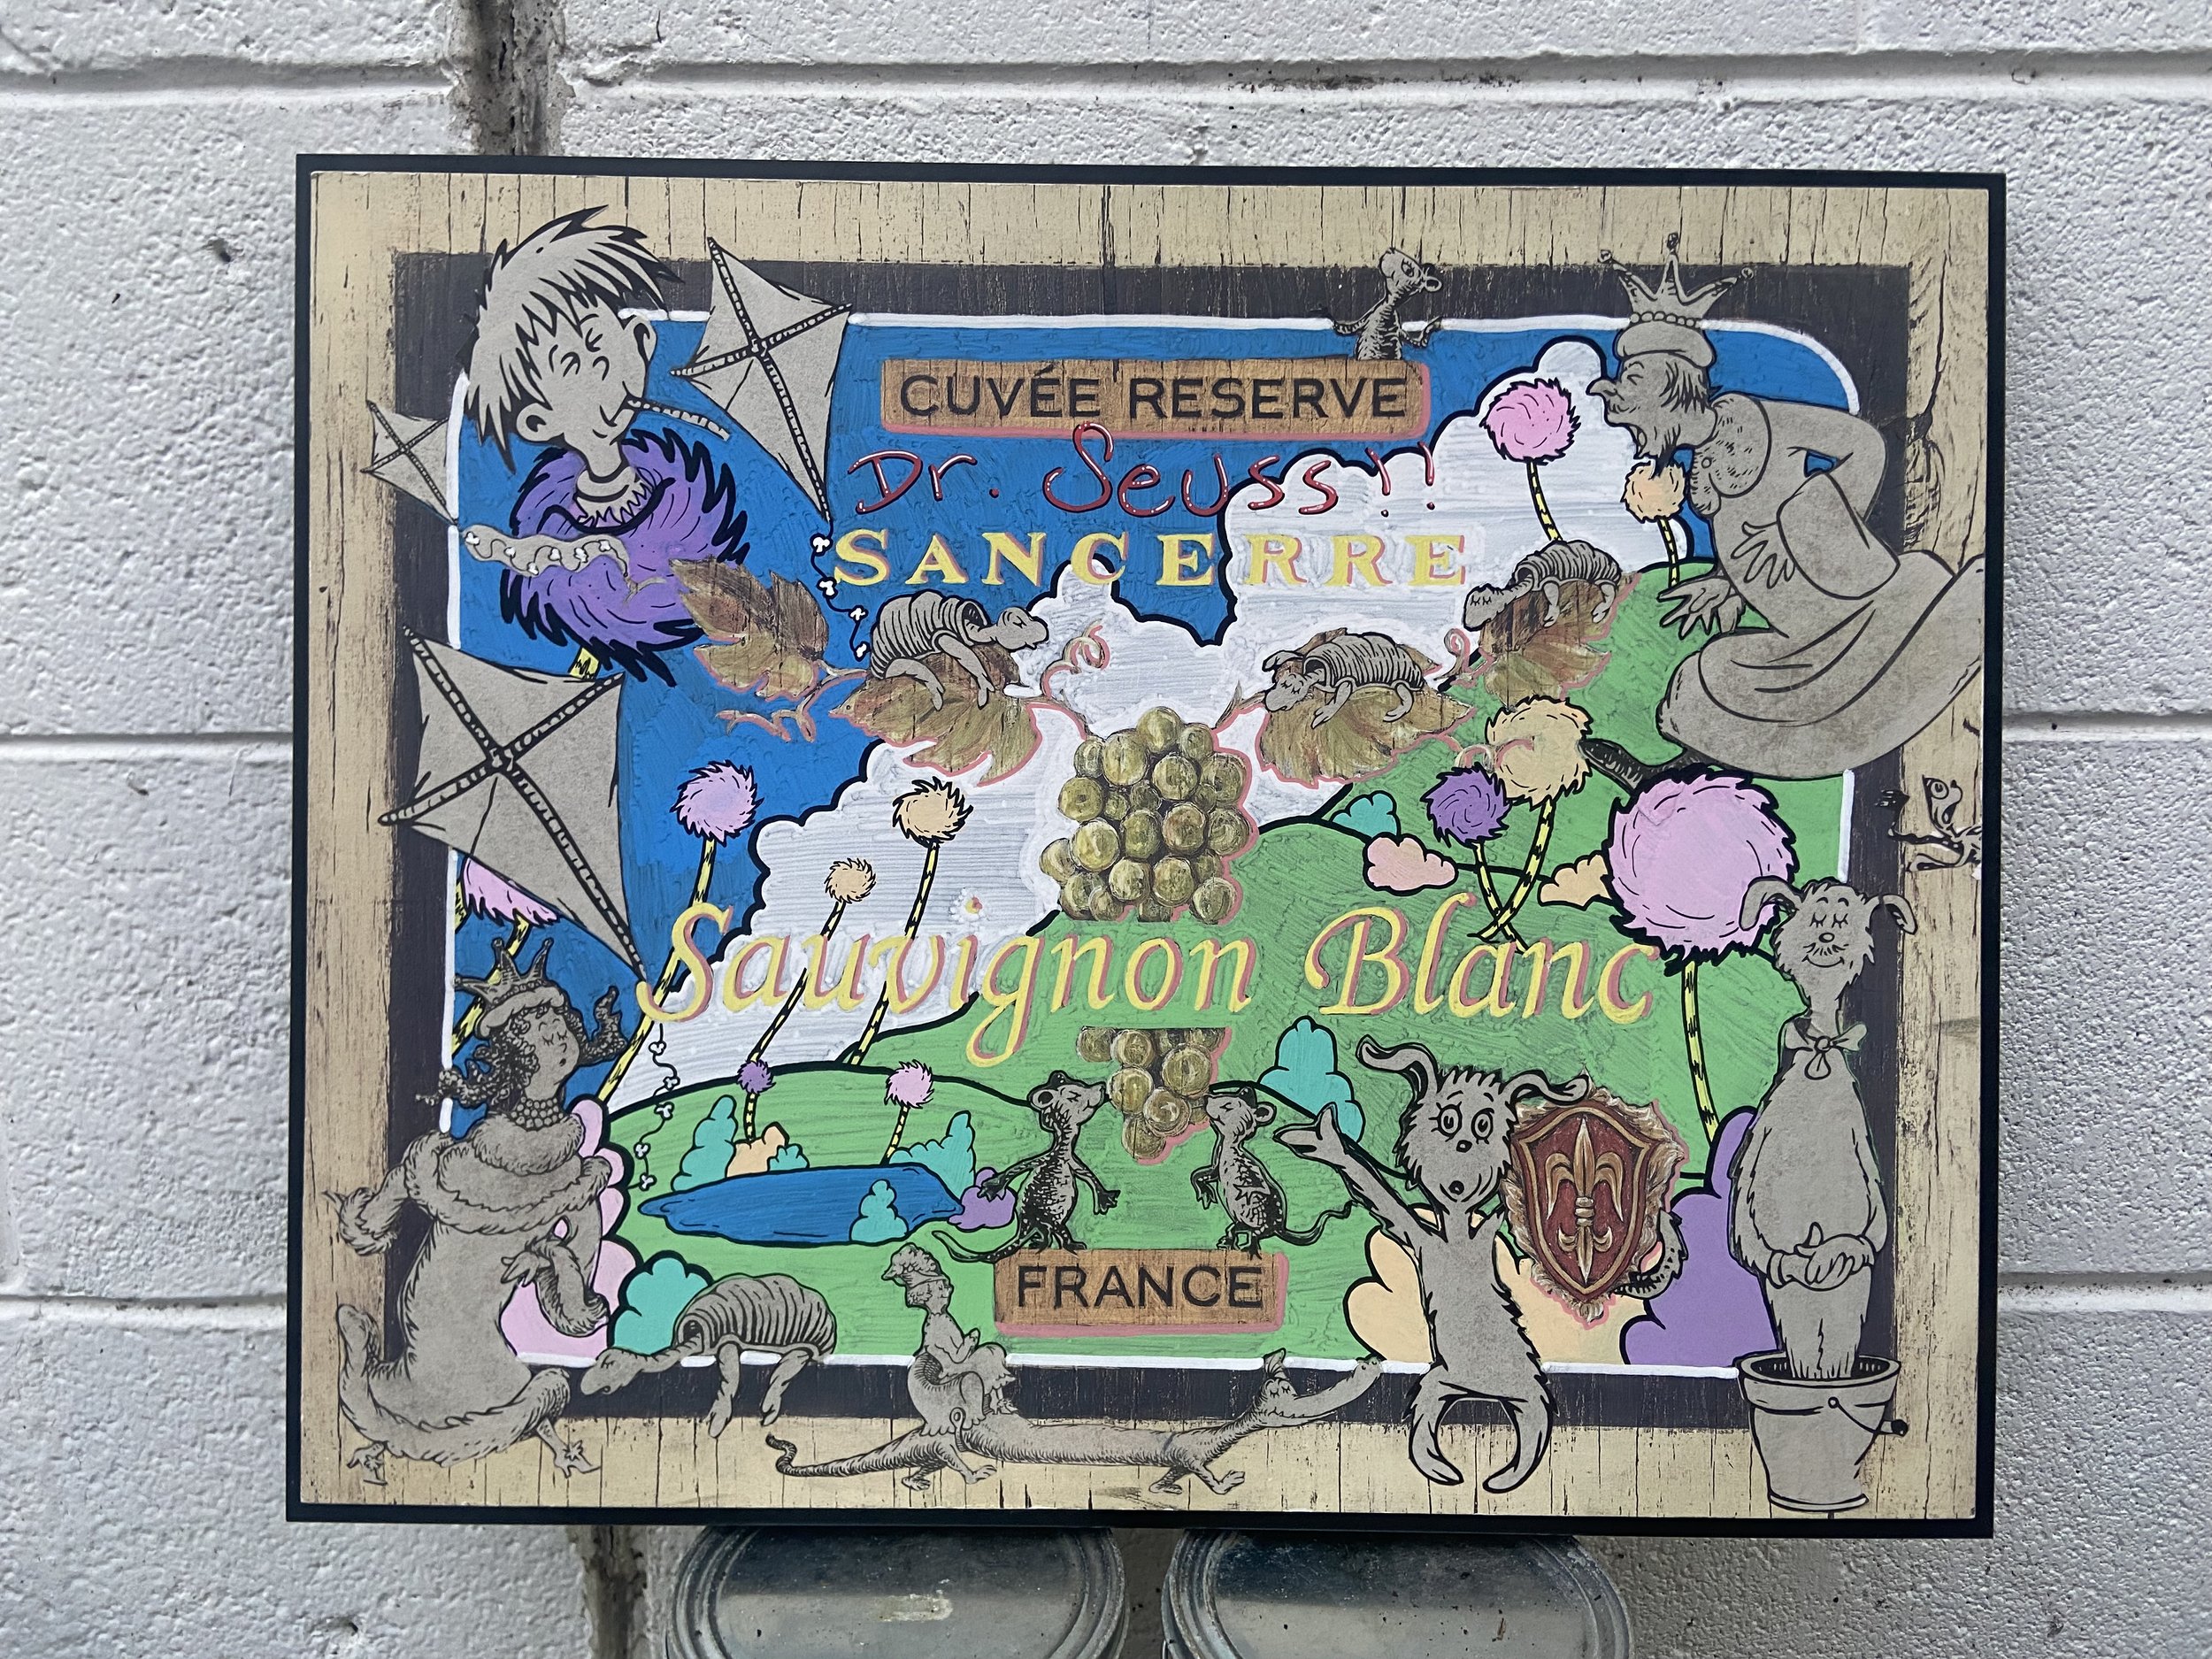 CUVÉE RESERVE
Dr. Seuss!!
SANCERRE
Sauvignon Blanc
FRANCE